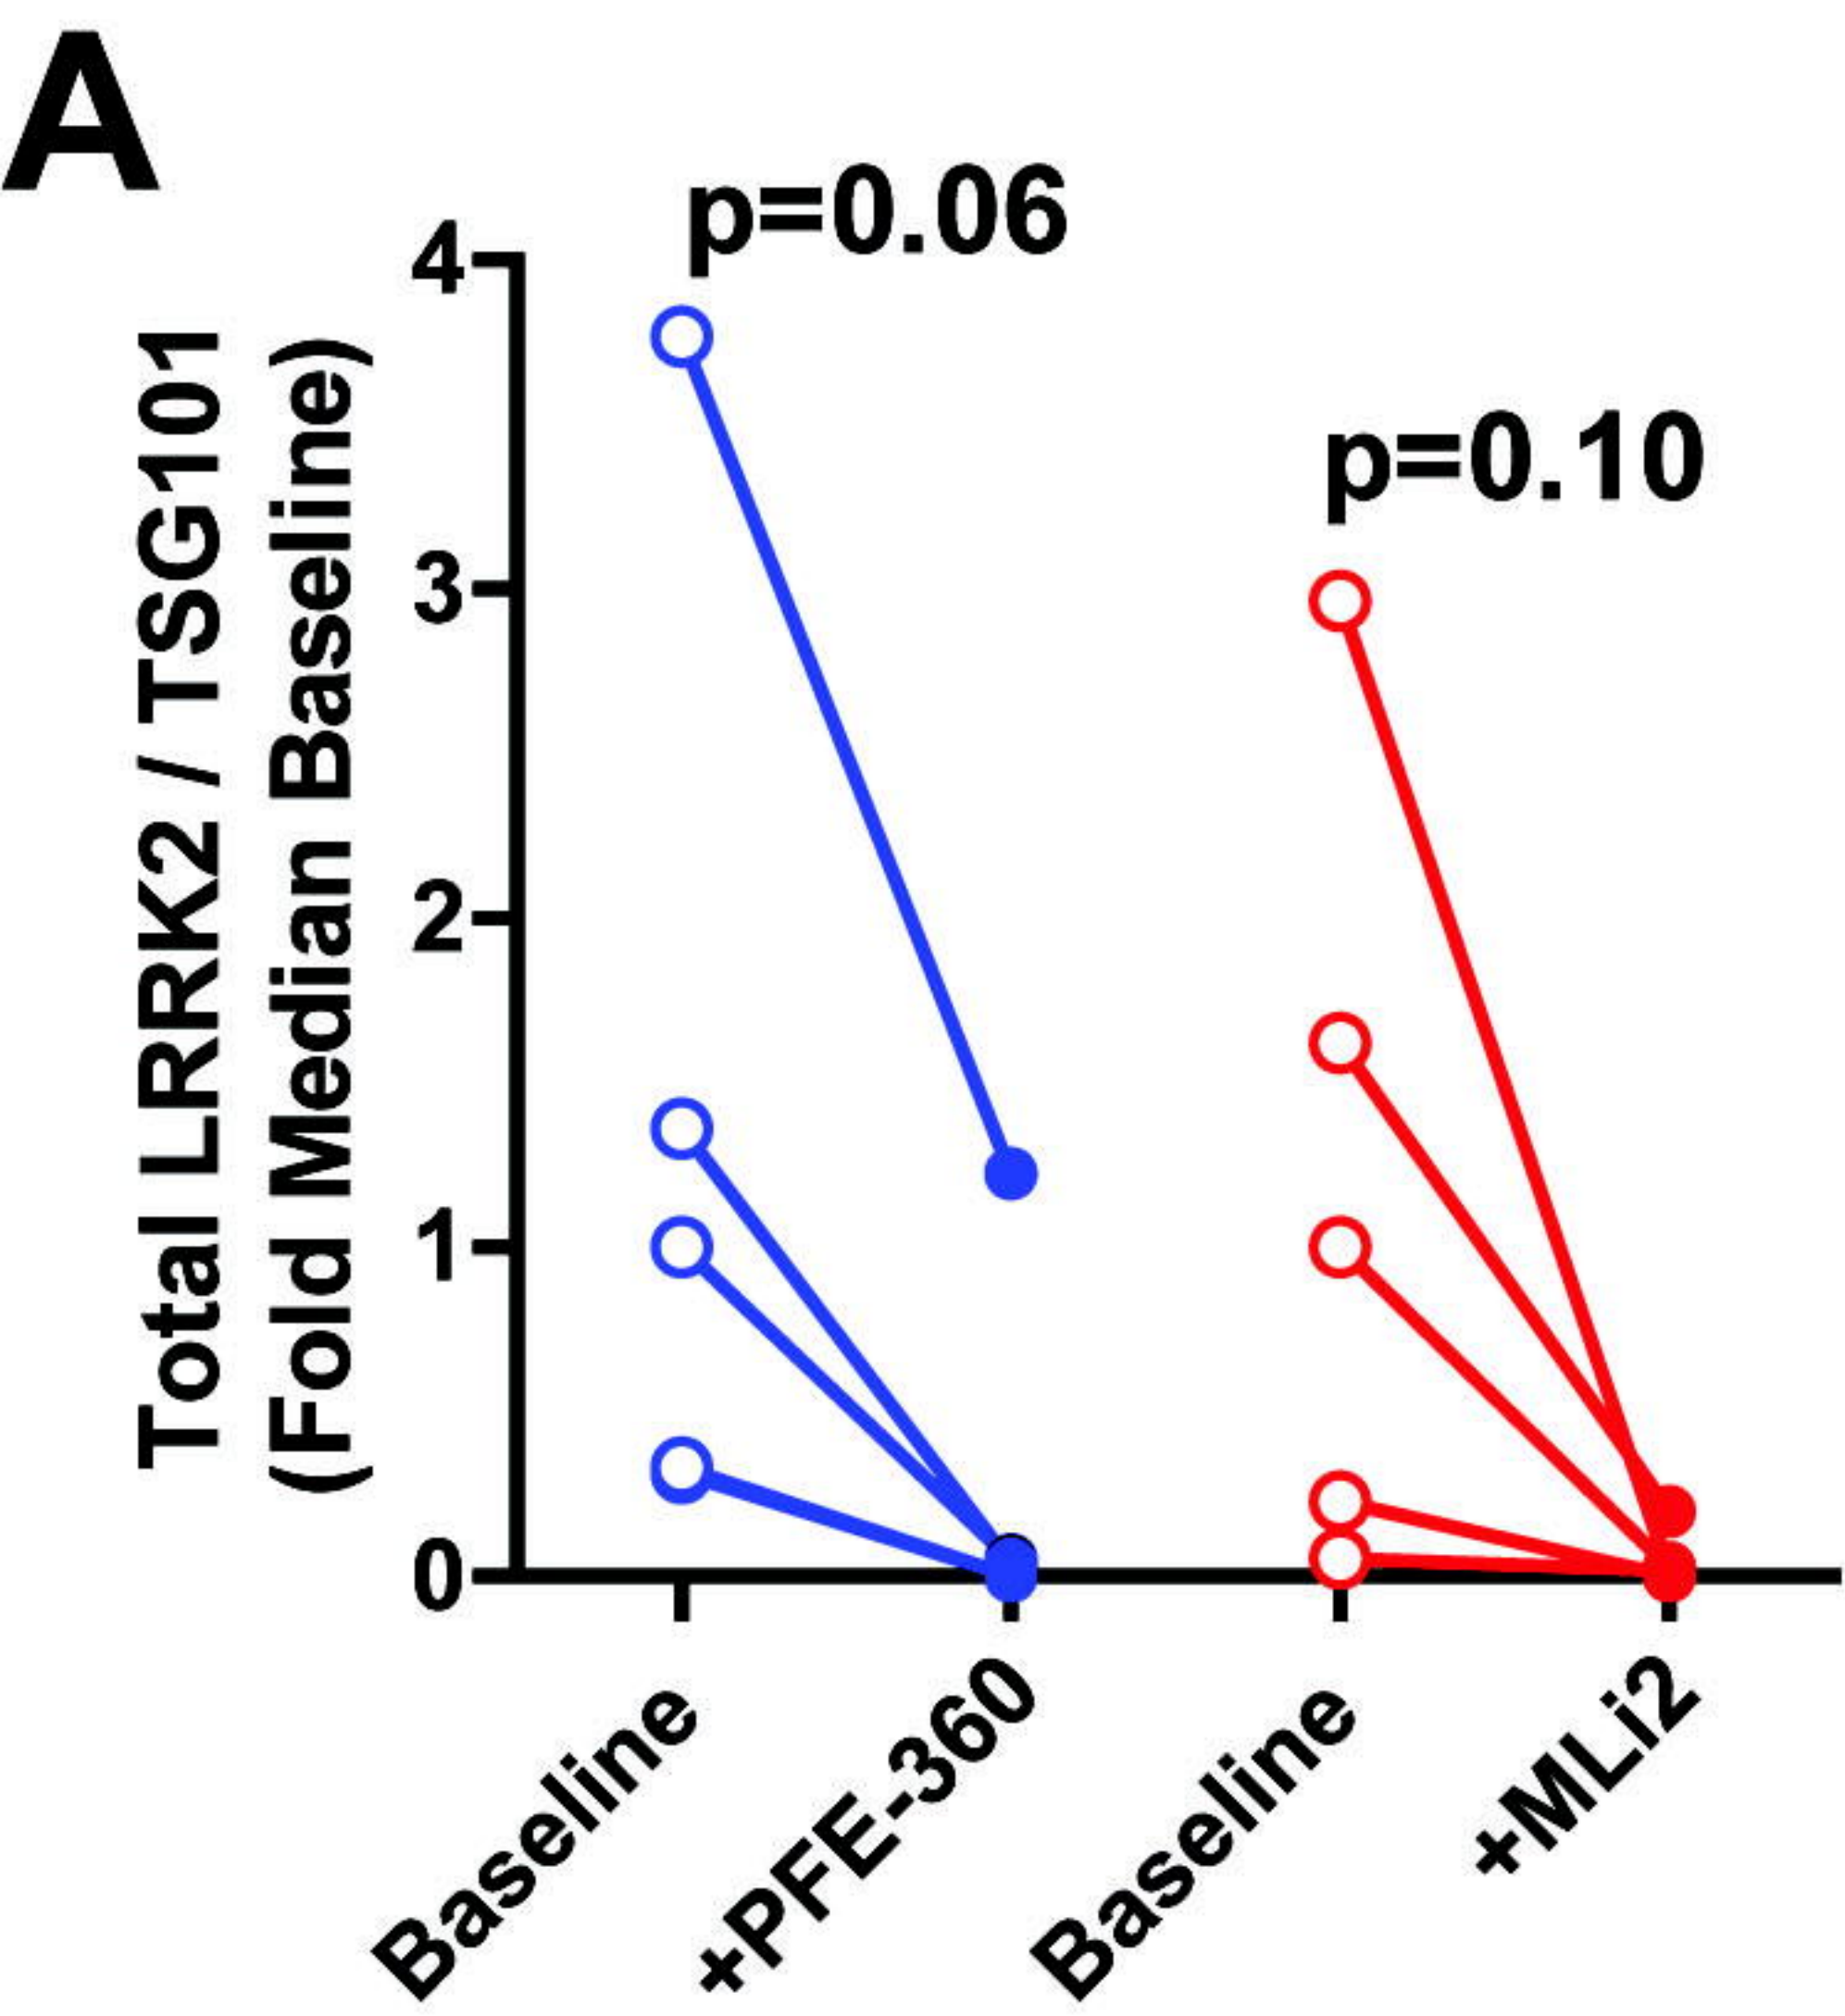 A
p=0.06
p=0.10
Total LRRK2 / TSG101
(Fold Median Baseline)
4
3
2
1
0
Baseline
+PFE-360
Baseline
+MLi2